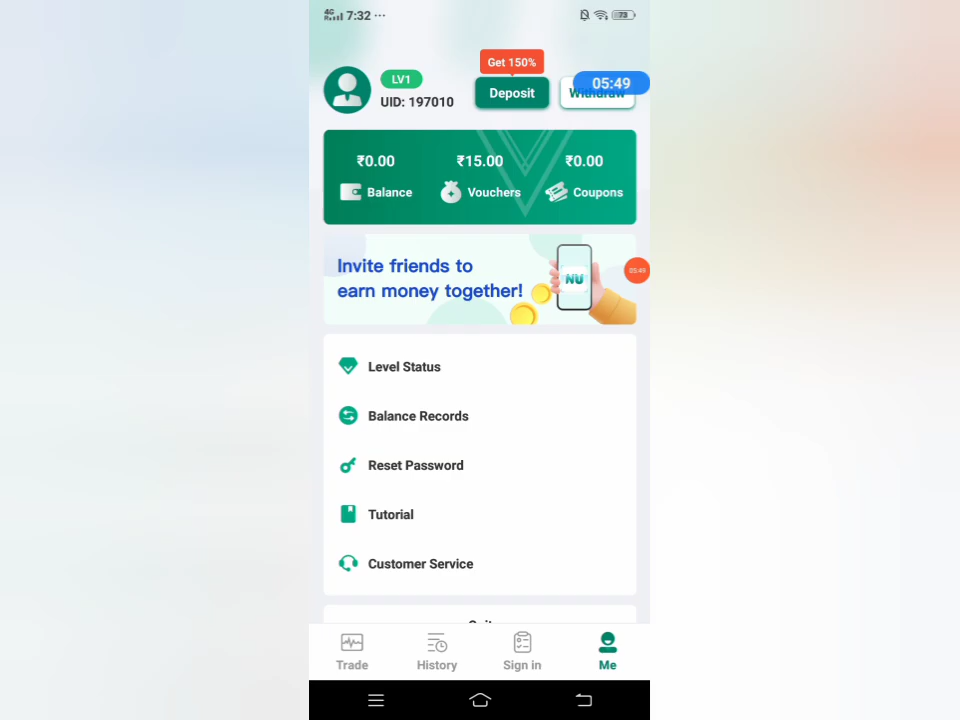 4G
7:32 ...
73
Get 150%
LV1
UID: 197010
Deposit
Withdraw
05:49
₹0.00
₹15.00
₹0.00
Balance
Vouchers
Coupons
Invite friends to
earn money together!
NU
05:49
Level Status
Balance Records
Reset Password
Tutorial
Customer Service
Trade
History
Sign in
Me